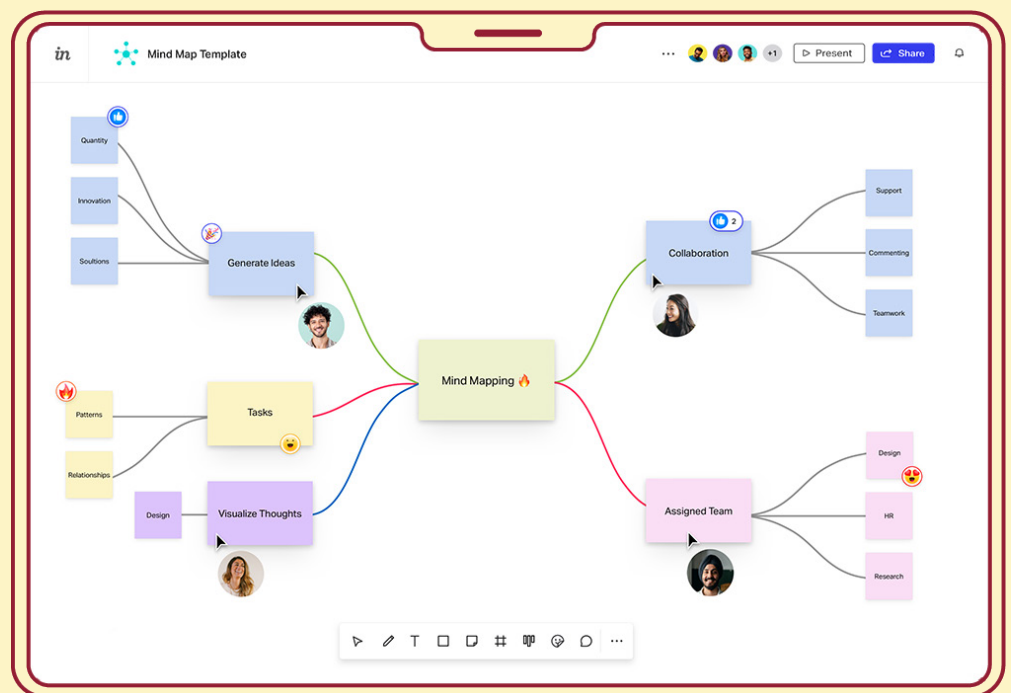 in
Mind Map Template
+1
Present
Share
Quantity
Innovation
Soultions
Generate Ideas
2
Collaboration
Support
Commenting
Teamwork
Mind Mapping 🔥
Patterns
Relationships
Tasks
Design
Visualize Thoughts
Assigned Team
Design
HR
Research
T